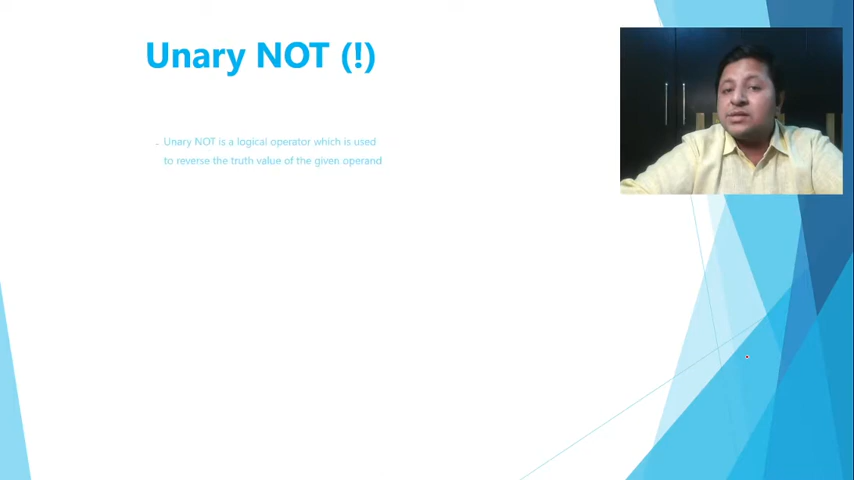 Unary NOT (!)
Unary NOT is a logical operator which is used
to reverse the truth value of the given operand